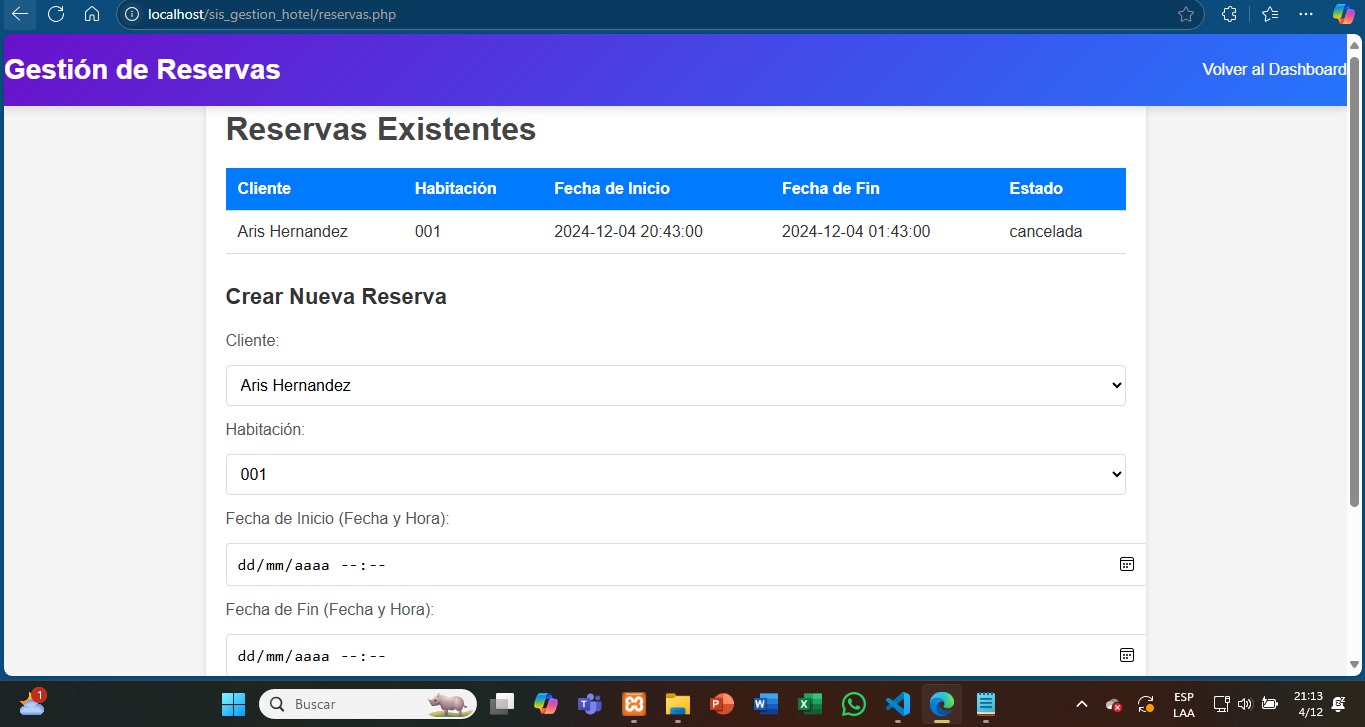 localhost/sis_gestion_hotel/reservas.php
Gestión de Reservas
Volver al Dashboard
Reservas Existentes
Cliente Habitación Fecha de Inicio Fecha de Fin Estado
Aris Hernandez 001 2024-12-04 20:43:00 2024-12-04 01:43:00 cancelada
Crear Nueva Reserva
Cliente:
Aris Hernandez
Habitación:
001
Fecha de Inicio (Fecha y Hora):
dd/mm/aaaa --:--
Fecha de Fin (Fecha y Hora):
dd/mm/aaaa --:--
1
Buscar
ESP
LAA
21:13
4/12